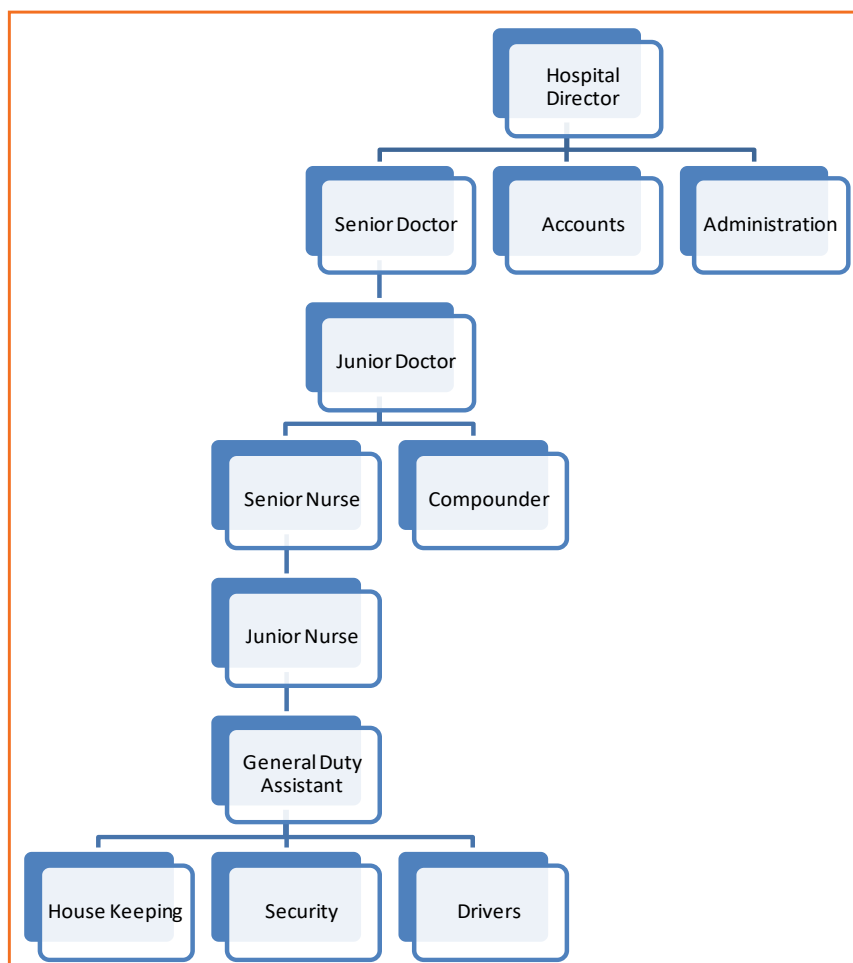 Hospital
Director
Senior Doctor
Accounts
Administration
Junior Doctor
Senior Nurse
Compounder
Junior Nurse
General Duty
Assistant
House Keeping
Security
Drivers